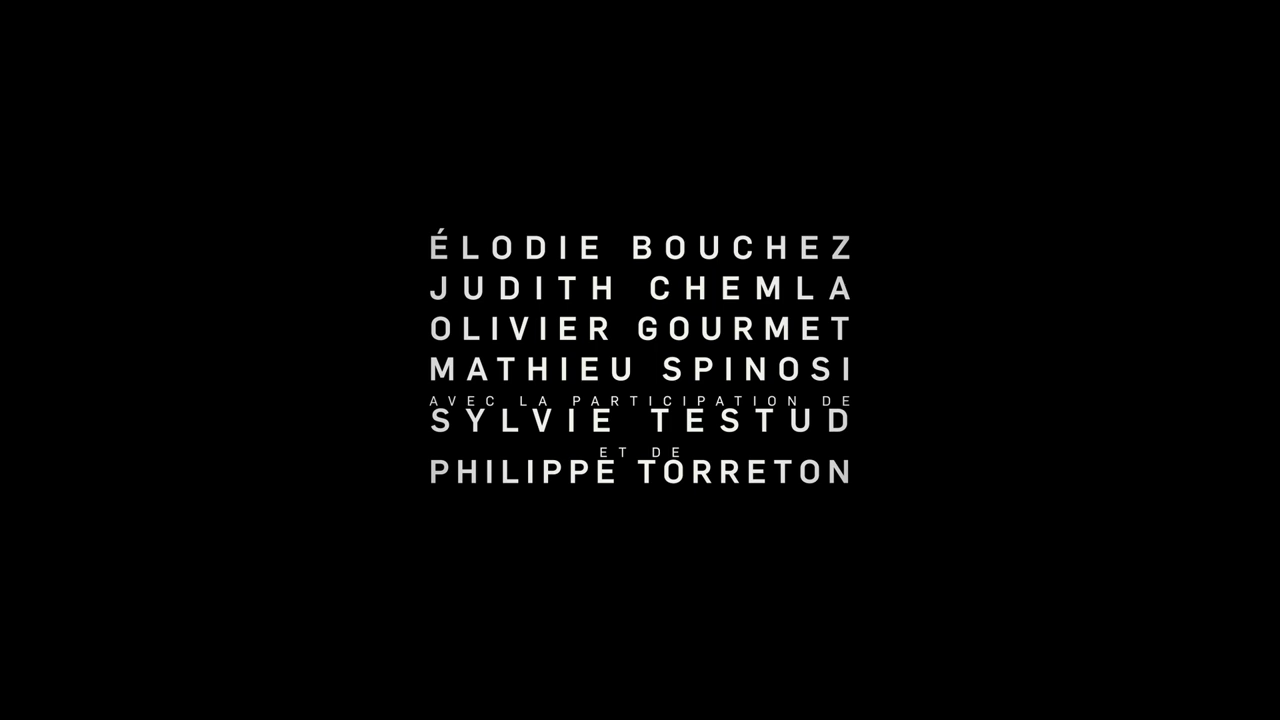 ÉLODIE BOUCHEZ
JUDITH CHEMLA
OLIVIER GOURMET
MATHIEU SPINOSI
AVEC LA PARTICIPATION DE
SYLVIE TESTUD
ET DE
PHILIPPE TORRETON